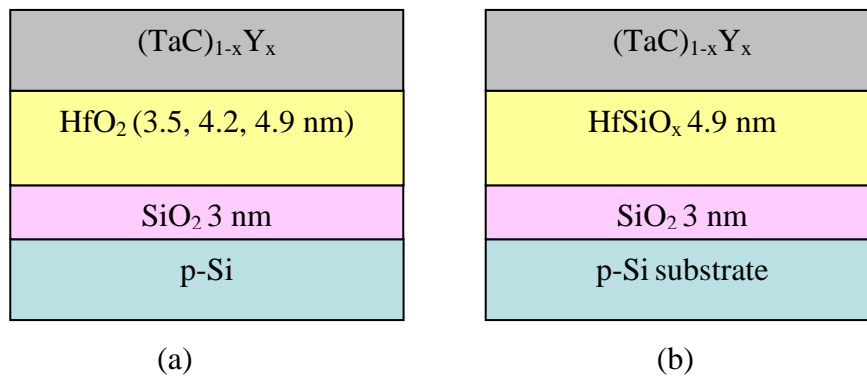 (TaC)₁₋ₓYₓ
HfO₂ (3.5, 4.2, 4.9 nm)
SiO₂ 3 nm
p-Si
(a)
(TaC)₁₋ₓYₓ
HfSiOₓ 4.9 nm
SiO₂ 3 nm
p-Si substrate
(b)